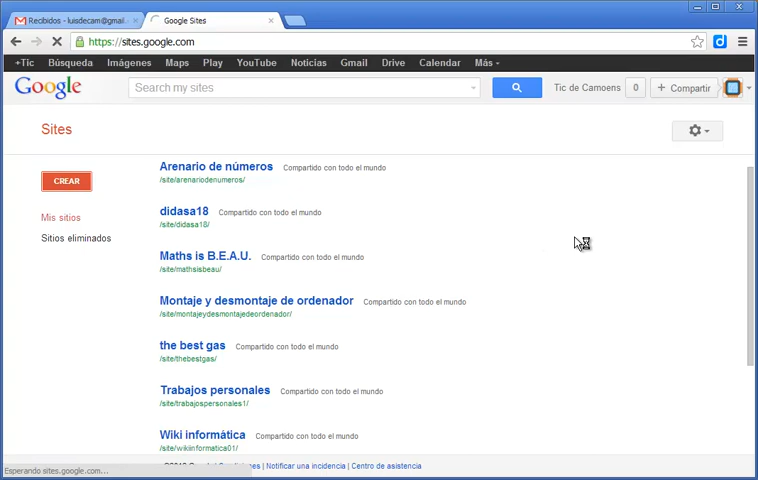 Recibidos - luisdecam@gmail. Google Sites
https://sites.google.com
+Tic Búsqueda Imágenes Maps Play YouTube Noticias Gmail Drive Calendar Más
Google Search my sites Tic de Camoens 0 + Compartir
Sites
CREAR
Mis sitios
Sitios eliminados
Arenario de números Compartido con todo el mundo
/site/arenariodenumeros/
didasa18 Compartido con todo el mundo
/site/didasa18/
Maths is B.E.A.U. Compartido con todo el mundo
/site/mathsisbeau/
Montaje y desmontaje de ordenador Compartido con todo el mundo
/site/montajeydesmontajedeordenador/
the best gas Compartido con todo el mundo
/site/thebestgas/
Trabajos personales Compartido con todo el mundo
/site/trabajospersonales1/
Wiki informática Compartido con todo el mundo
/site/wikiinformatica01/
| Notificar una incidencia | Centro de asistencia
Esperando sites.google.com...